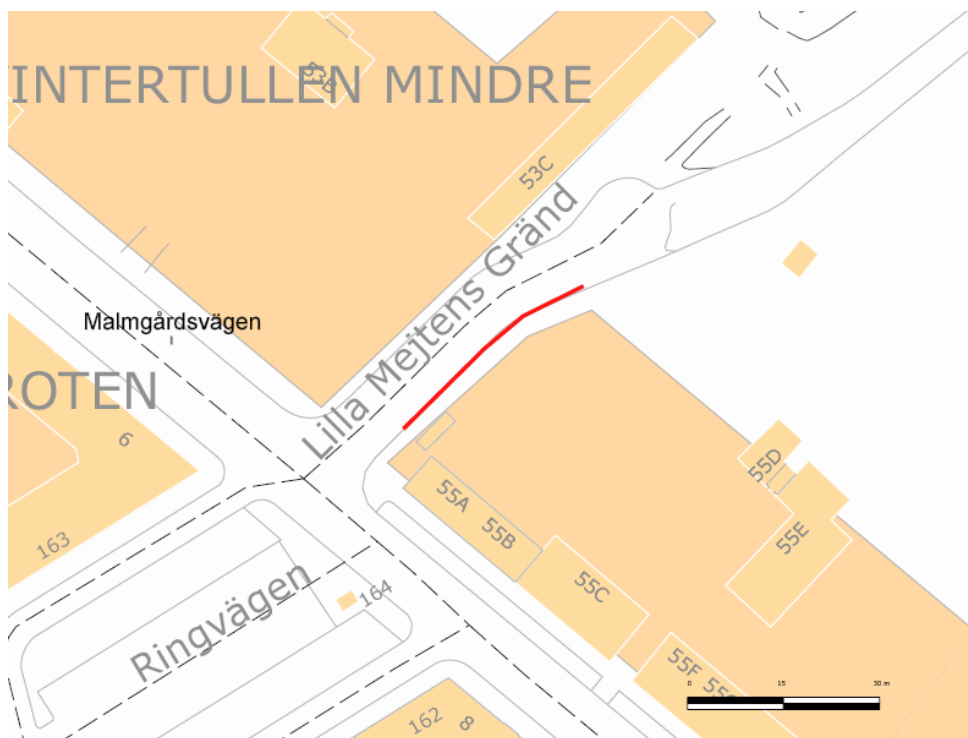 INTERTULLEN MINDRE
53B
53C
Lilla Mejtens Gränd
Malmgårdsvägen
ROTEN
6
163
55A
55B
55C
55D
55E
Ringvägen
164
55F
162
8
0
15
30 m